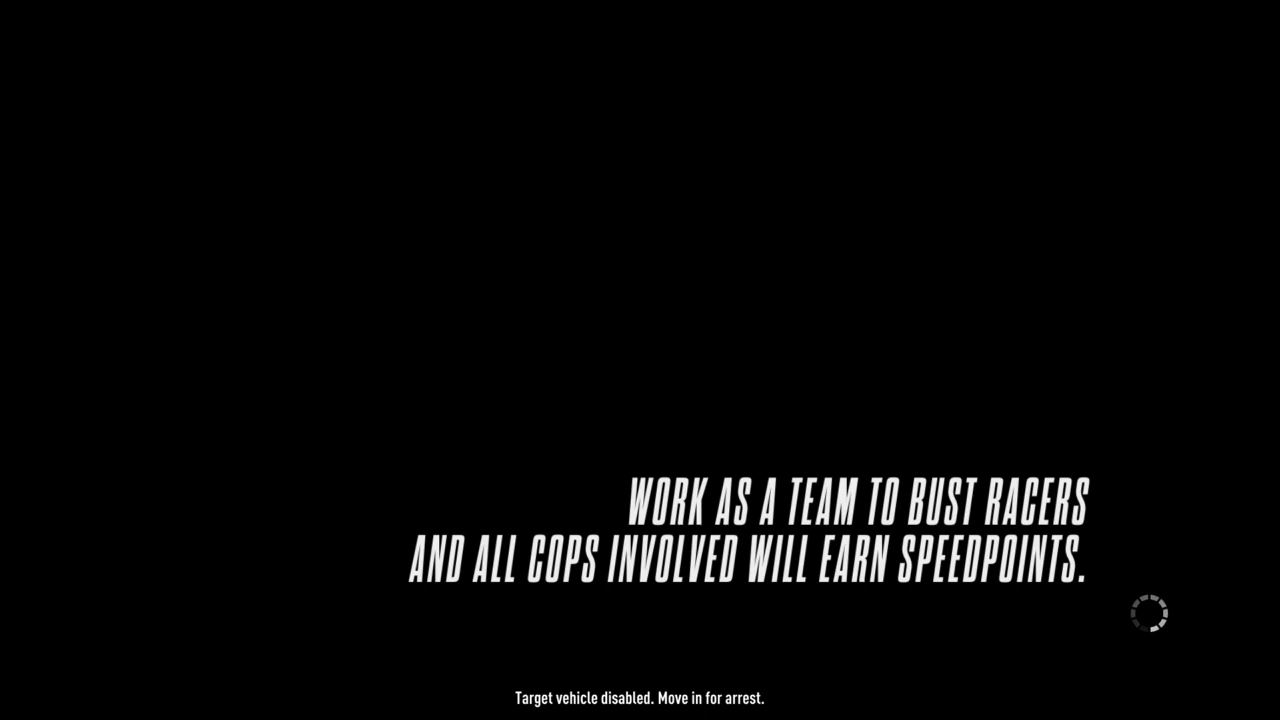 WORK AS A TEAM TO BUST RACERS
AND ALL COPS INVOLVED WILL EARN SPEEDPOINTS.
Target vehicle disabled. Move in for arrest.